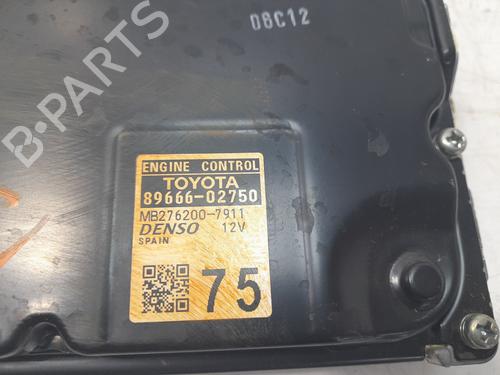 D8C12
B-PARTS
ENGINE CONTROL
TOYOTA
89666-02750
MB276200-7911
DENSO 12V
SPAIN
75